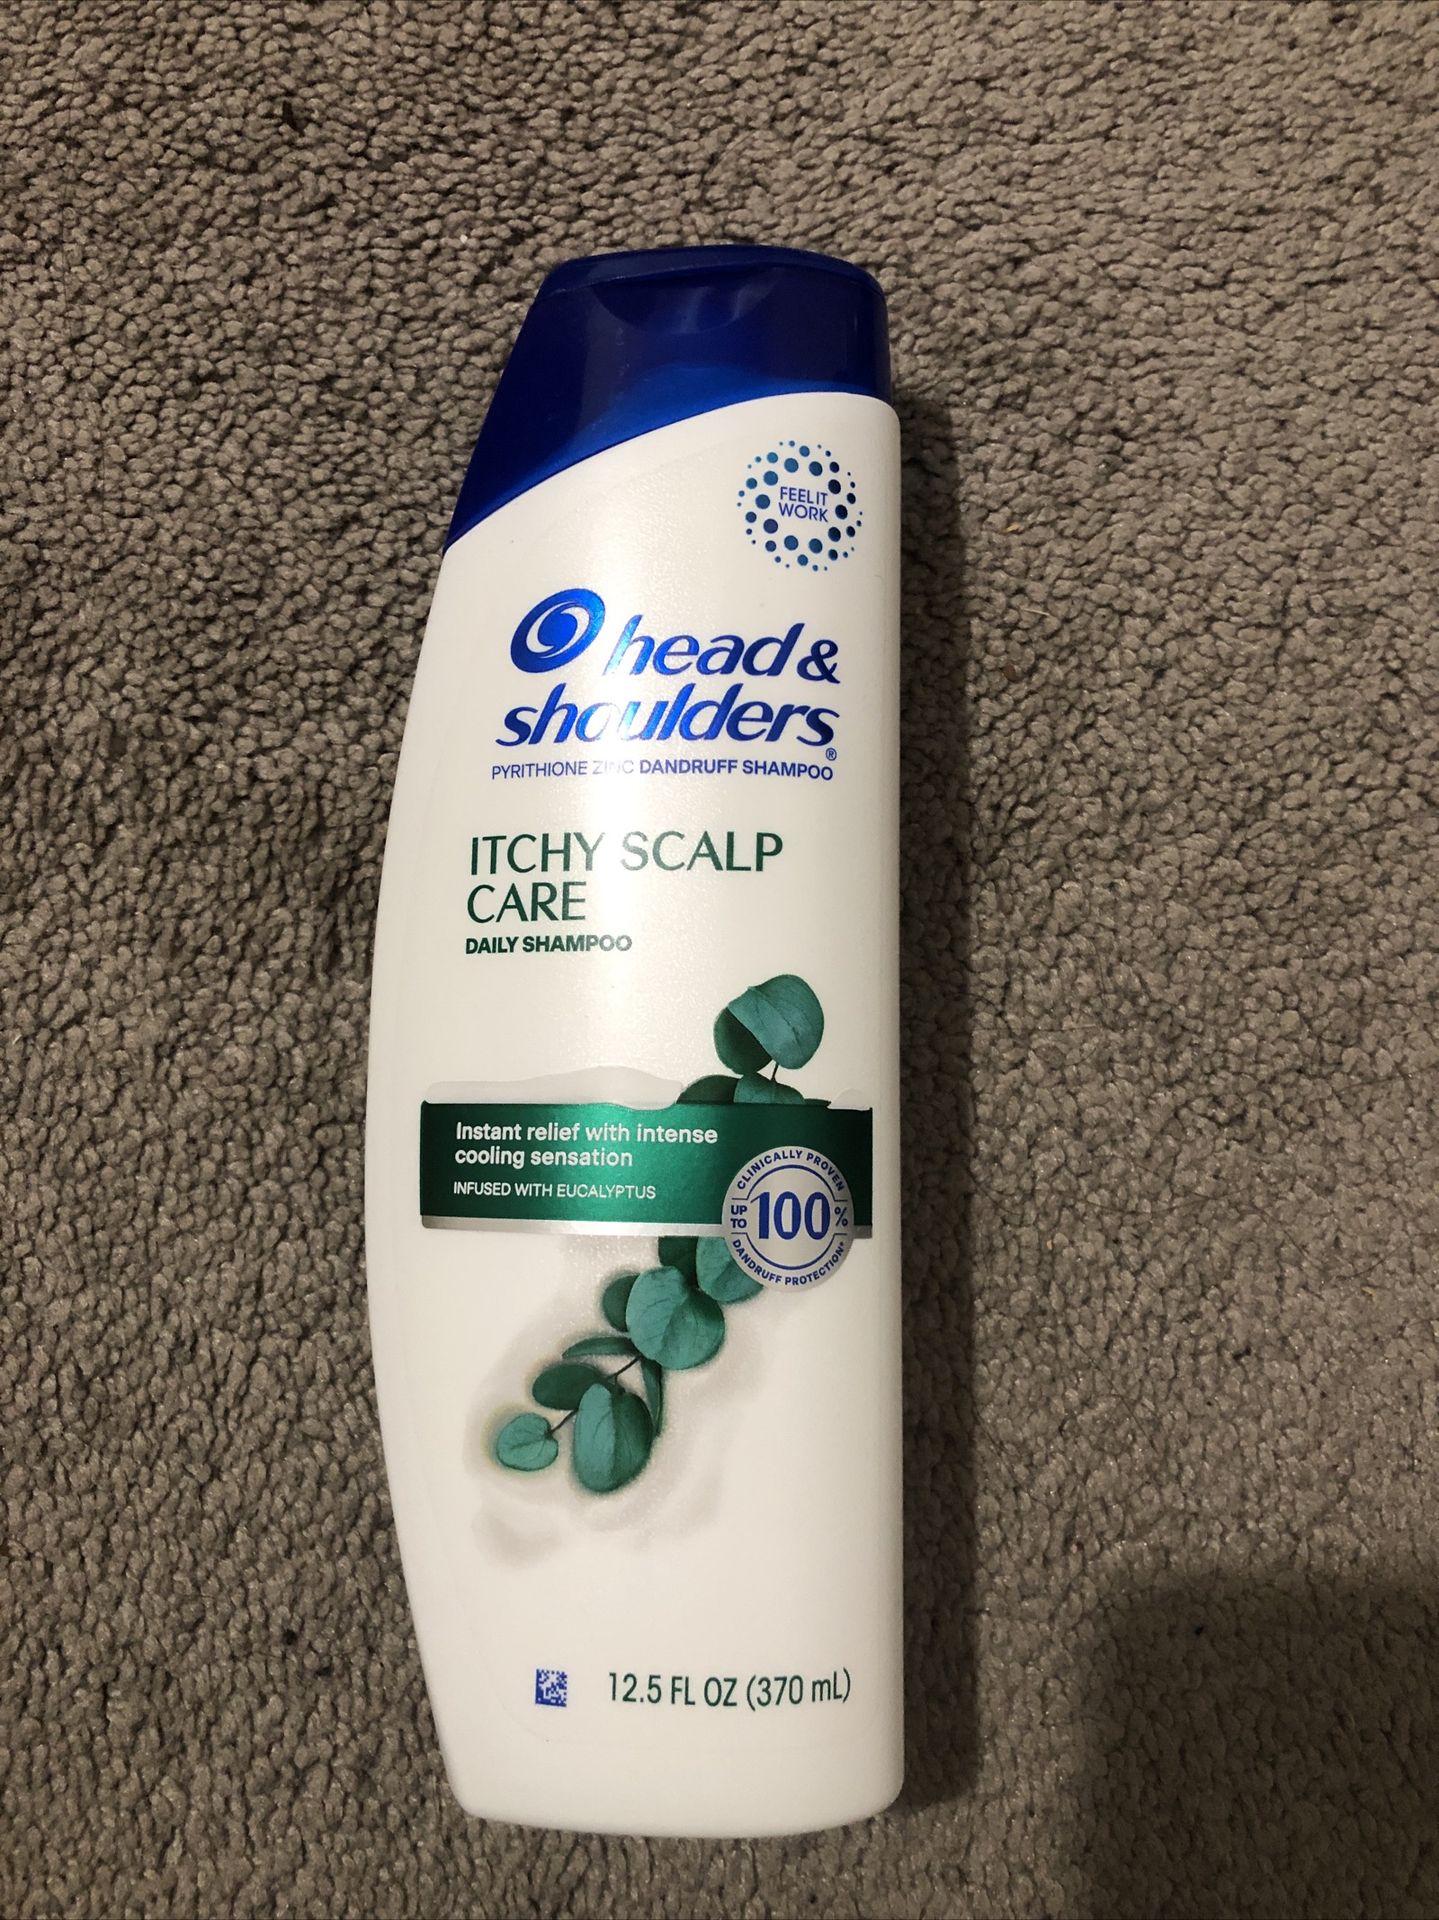 FEEL IT
WORK
head &
shoulders®
PYRITHIONE ZINC DANDRUFF SHAMPOO
ITCHY SCALP
CARE
DAILY SHAMPOO
Instant relief with intense
cooling sensation
INFUSED WITH EUCALYPTUS
CLINICALLY PROVEN
UP TO 100%
DANDRUFF PROTECTION*
12.5 FL OZ (370 mL)